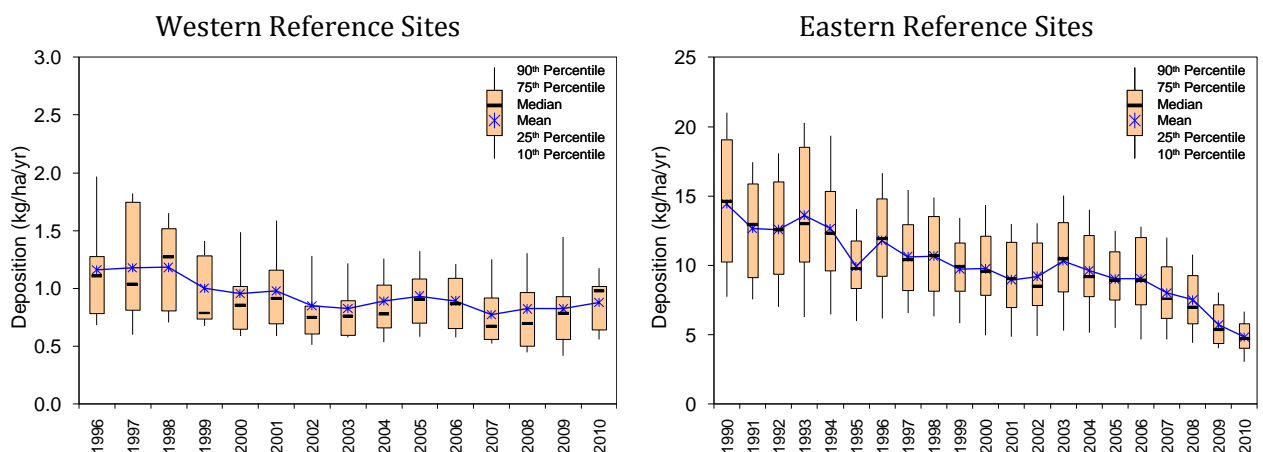 Western Reference Sites
Deposition (kg/ha/yr)
3.0
2.5
2.0
1.5
1.0
0.5
0.0
90th Percentile
75th Percentile
Median
Mean
25th Percentile
10th Percentile
1996 1997 1998 1999 2000 2001 2002 2003 2004 2005 2006 2007 2008 2009 2010
Eastern Reference Sites
Deposition (kg/ha/yr)
25
20
15
10
5
0
90th Percentile
75th Percentile
Median
Mean
25th Percentile
10th Percentile
1990 1991 1992 1993 1994 1995 1996 1997 1998 1999 2000 2001 2002 2003 2004 2005 2006 2007 2008 2009 2010